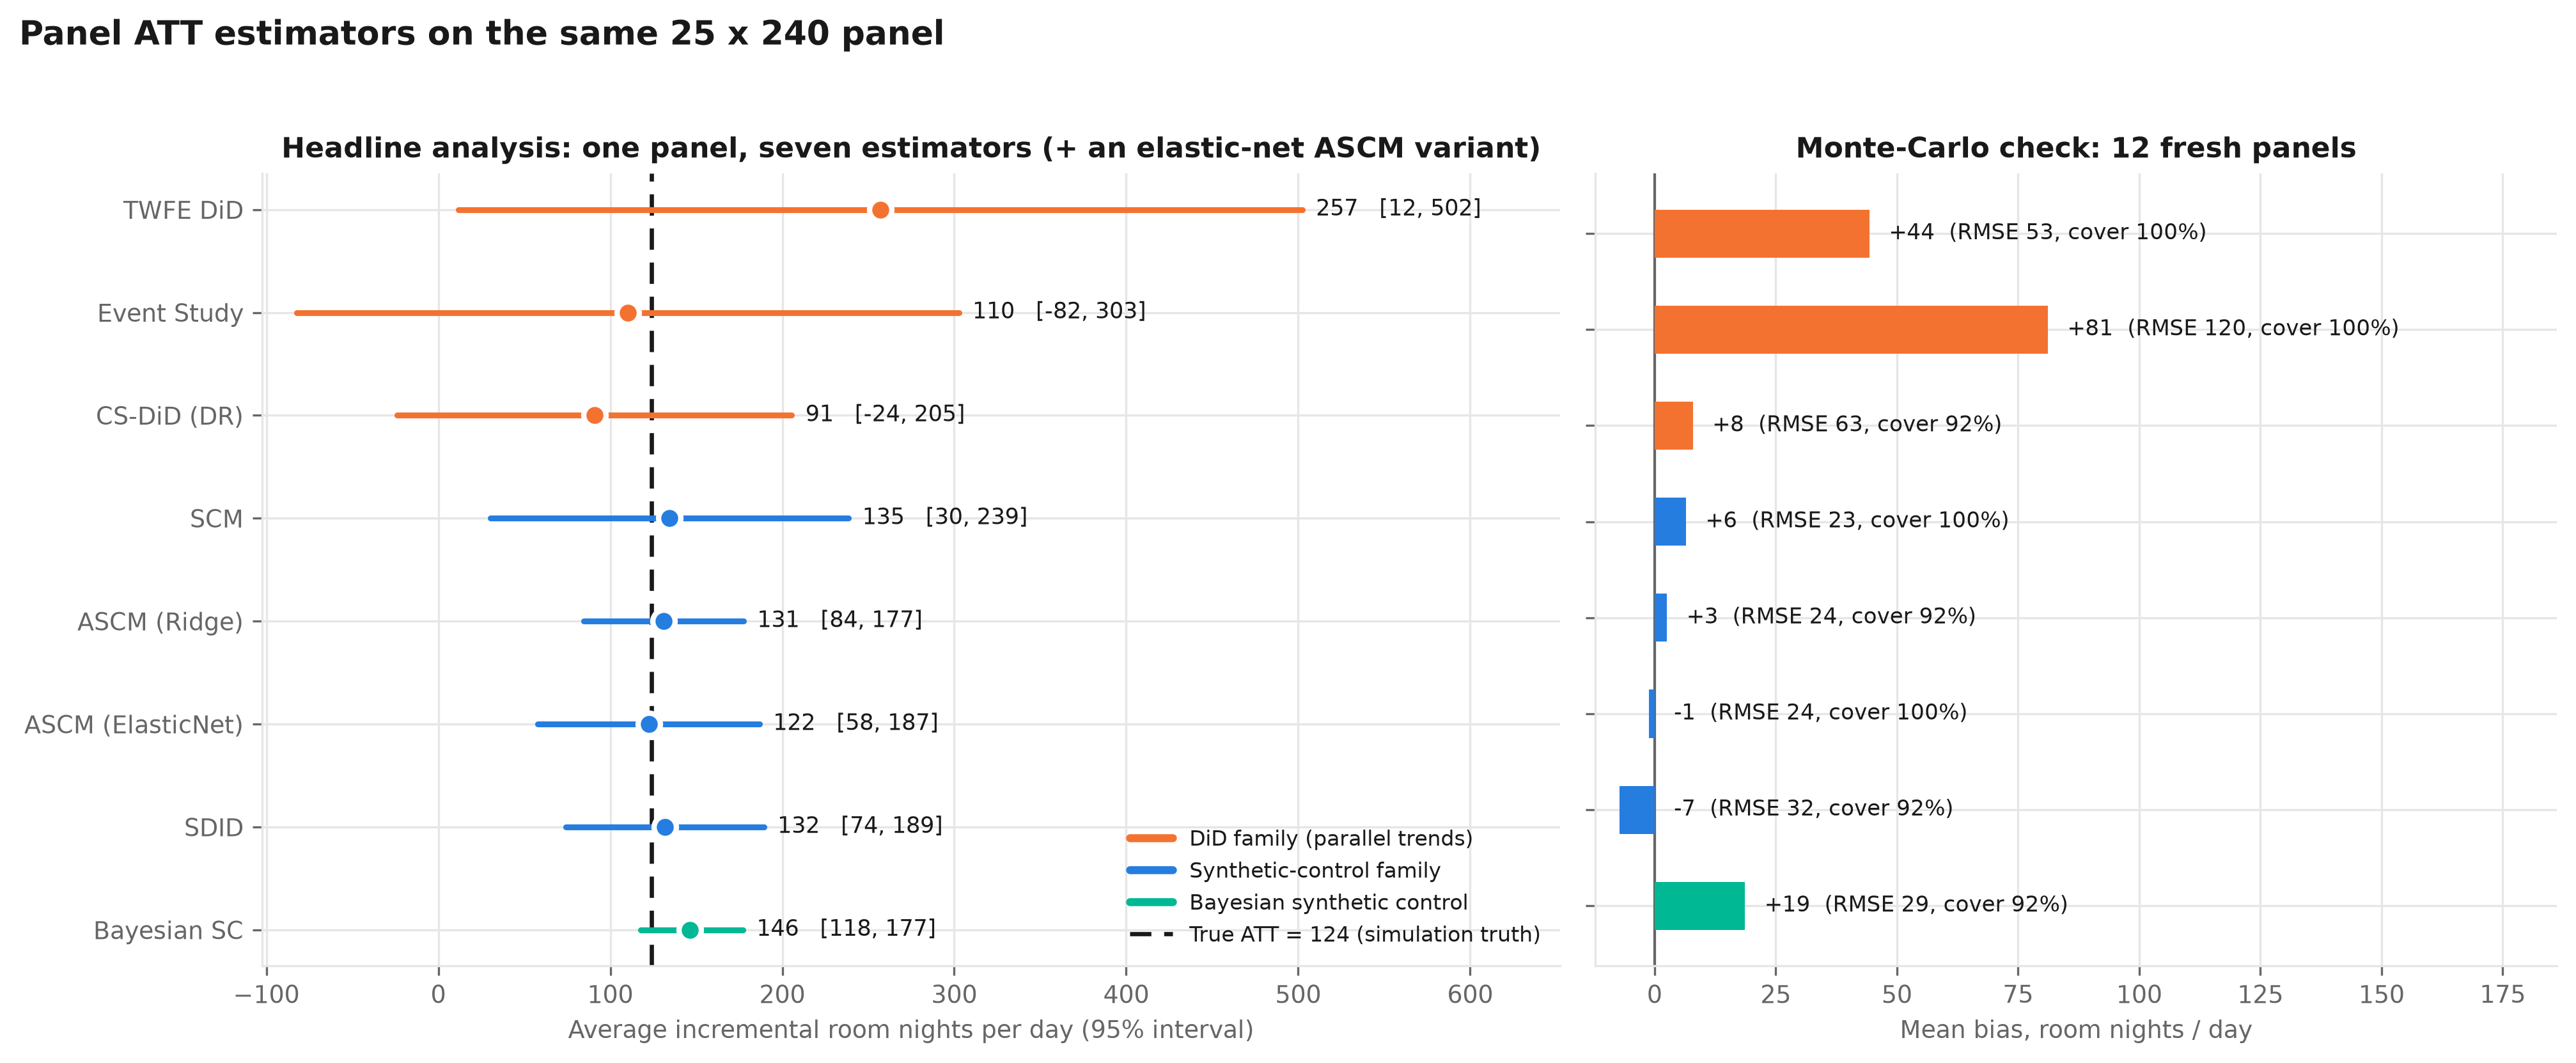 Panel ATT estimators on the same 25 x 240 panel
Headline analysis: one panel, seven estimators (+ an elastic-net ASCM variant)
TWFE DiD
257 [12, 502]
Event Study
110 [-82, 303]
CS-DiD (DR)
91 [-24, 205]
SCM
135 [30, 239]
ASCM (Ridge)
131 [84, 177]
ASCM (ElasticNet)
122 [58, 187]
SDID
132 [74, 189]
Bayesian SC
146 [118, 177]
DiD family (parallel trends)
Synthetic-control family
Bayesian synthetic control
True ATT = 124 (simulation truth)
−100 0 100 200 300 400 500 600
Average incremental room nights per day (95% interval)
Monte-Carlo check: 12 fresh panels
+44 (RMSE 53, cover 100%)
+81 (RMSE 120, cover 100%)
+8 (RMSE 63, cover 92%)
+6 (RMSE 23, cover 100%)
+3 (RMSE 24, cover 92%)
-1 (RMSE 24, cover 100%)
-7 (RMSE 32, cover 92%)
+19 (RMSE 29, cover 92%)
0 25 50 75 100 125 150 175
Mean bias, room nights / day